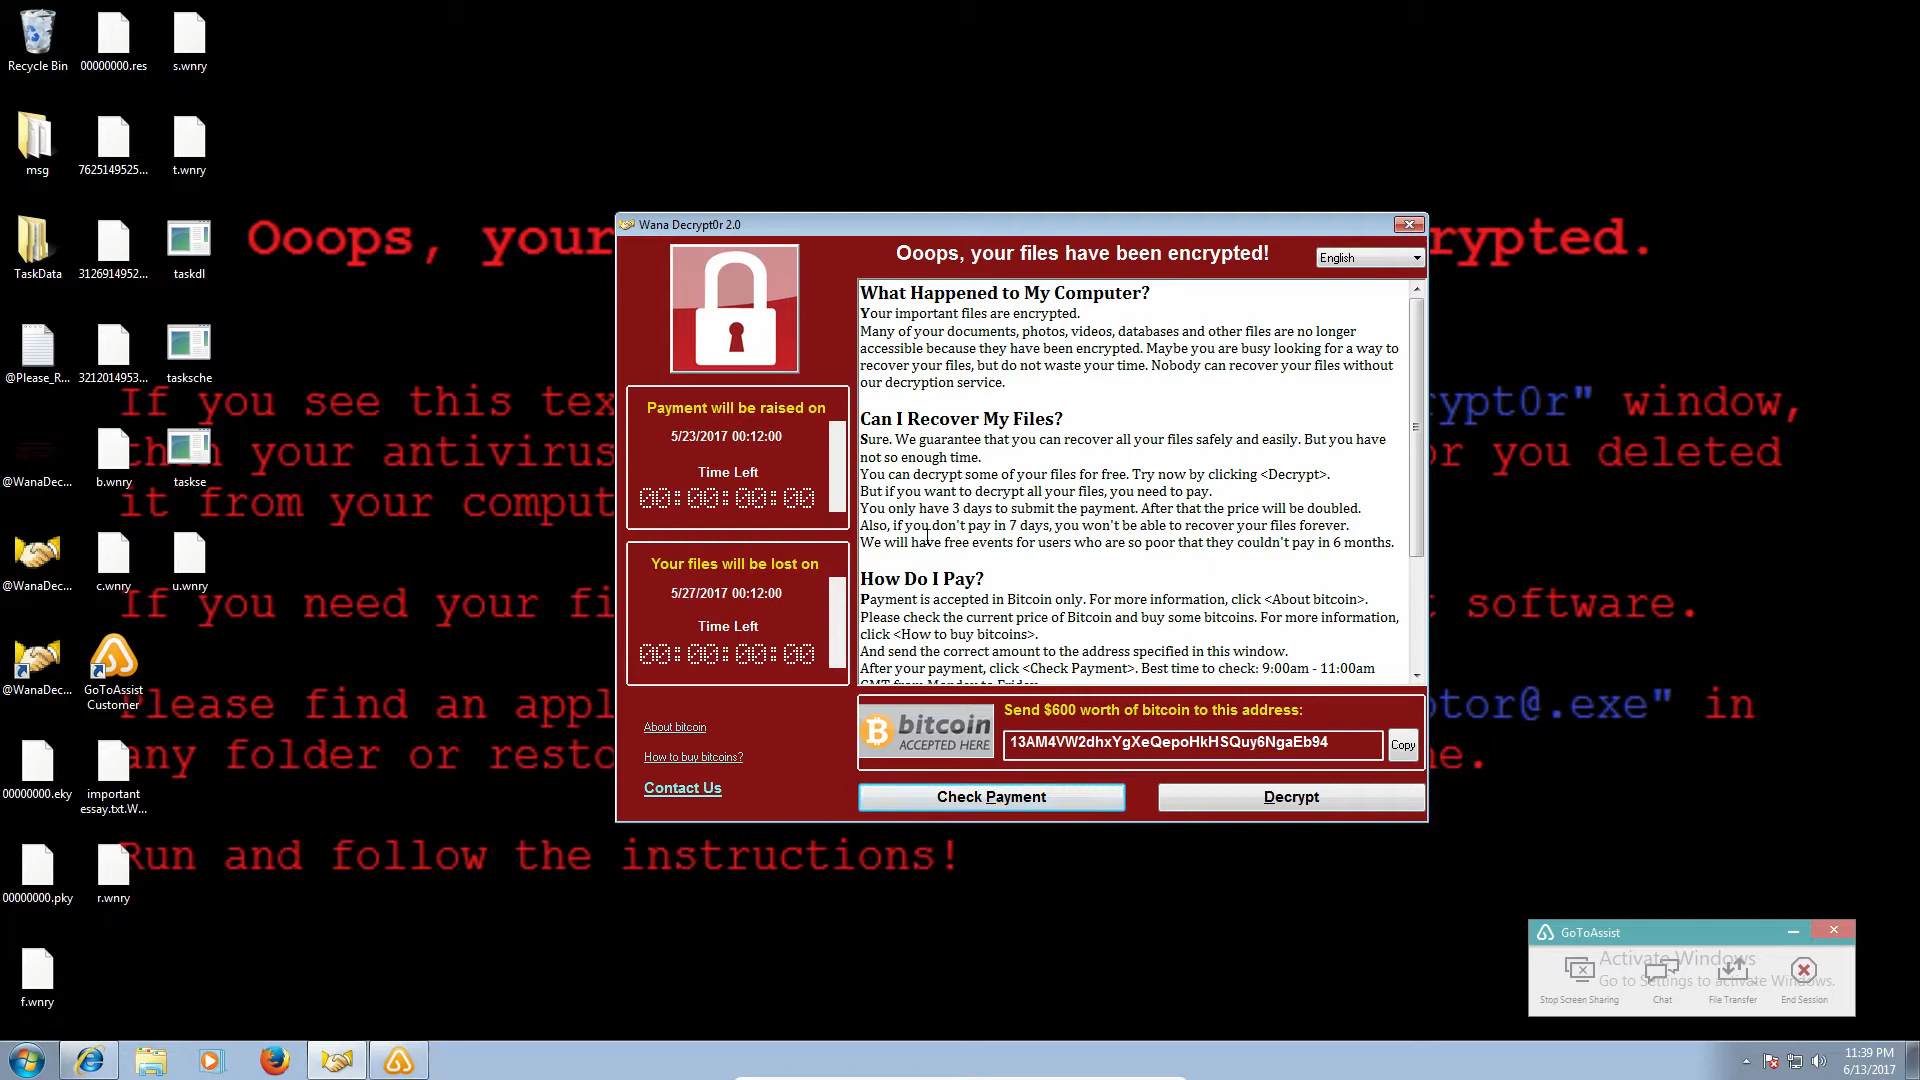 Recycle Bin
00000000.res
s.wnry
msg
7625149525...
t.wnry
TaskData
3126914952...
taskdl
@Please_R...
3212014953...
tasksche
@WanaDec...
b.wnry
taskse
@WanaDec...
c.wnry
u.wnry
@WanaDec...
GoToAssist
Customer
00000000.eky
important
essay.txt.W...
00000000.pky
r.wnry
f.wnry
Ooops, your
rypted.
If you see this tex
ypt0r" window,
then your antivirus
or you deleted
it from your comput
If you need your fi
t software.
Please find an appl
tor@.exe" in
any folder or resto
ne.
Run and follow the instructions!
Wana Decrypt0r 2.0
Ooops, your files have been encrypted!
English
Payment will be raised on
5/23/2017 00:12:00
Time Left
00:00:00:00
Your files will be lost on
5/27/2017 00:12:00
Time Left
00:00:00:00
About bitcoin
How to buy bitcoins?
Contact Us
What Happened to My Computer?
Your important files are encrypted.
Many of your documents, photos, videos, databases and other files are no longer
accessible because they have been encrypted. Maybe you are busy looking for a way to
recover your files, but do not waste your time. Nobody can recover your files without
our decryption service.
Can I Recover My Files?
Sure. We guarantee that you can recover all your files safely and easily. But you have
not so enough time.
You can decrypt some of your files for free. Try now by clicking <Decrypt>.
But if you want to decrypt all your files, you need to pay.
You only have 3 days to submit the payment. After that the price will be doubled.
Also, if you don't pay in 7 days, you won't be able to recover your files forever.
We will have free events for users who are so poor that they couldn't pay in 6 months.
How Do I Pay?
Payment is accepted in Bitcoin only. For more information, click <About bitcoin>.
Please check the current price of Bitcoin and buy some bitcoins. For more information,
click <How to buy bitcoins>.
And send the correct amount to the address specified in this window.
After your payment, click <Check Payment>. Best time to check: 9:00am - 11:00am
GMT from Monday to Friday.
bitcoin
ACCEPTED HERE
Send $600 worth of bitcoin to this address:
13AM4VW2dhxYgXeQepoHkHSQuy6NgaEb94
Copy
Check Payment
Decrypt
GoToAssist
Activate Windows
Go to Settings to activate Windows.
Stop Screen Sharing
Chat
File Transfer
End Session
11:39 PM
6/13/2017